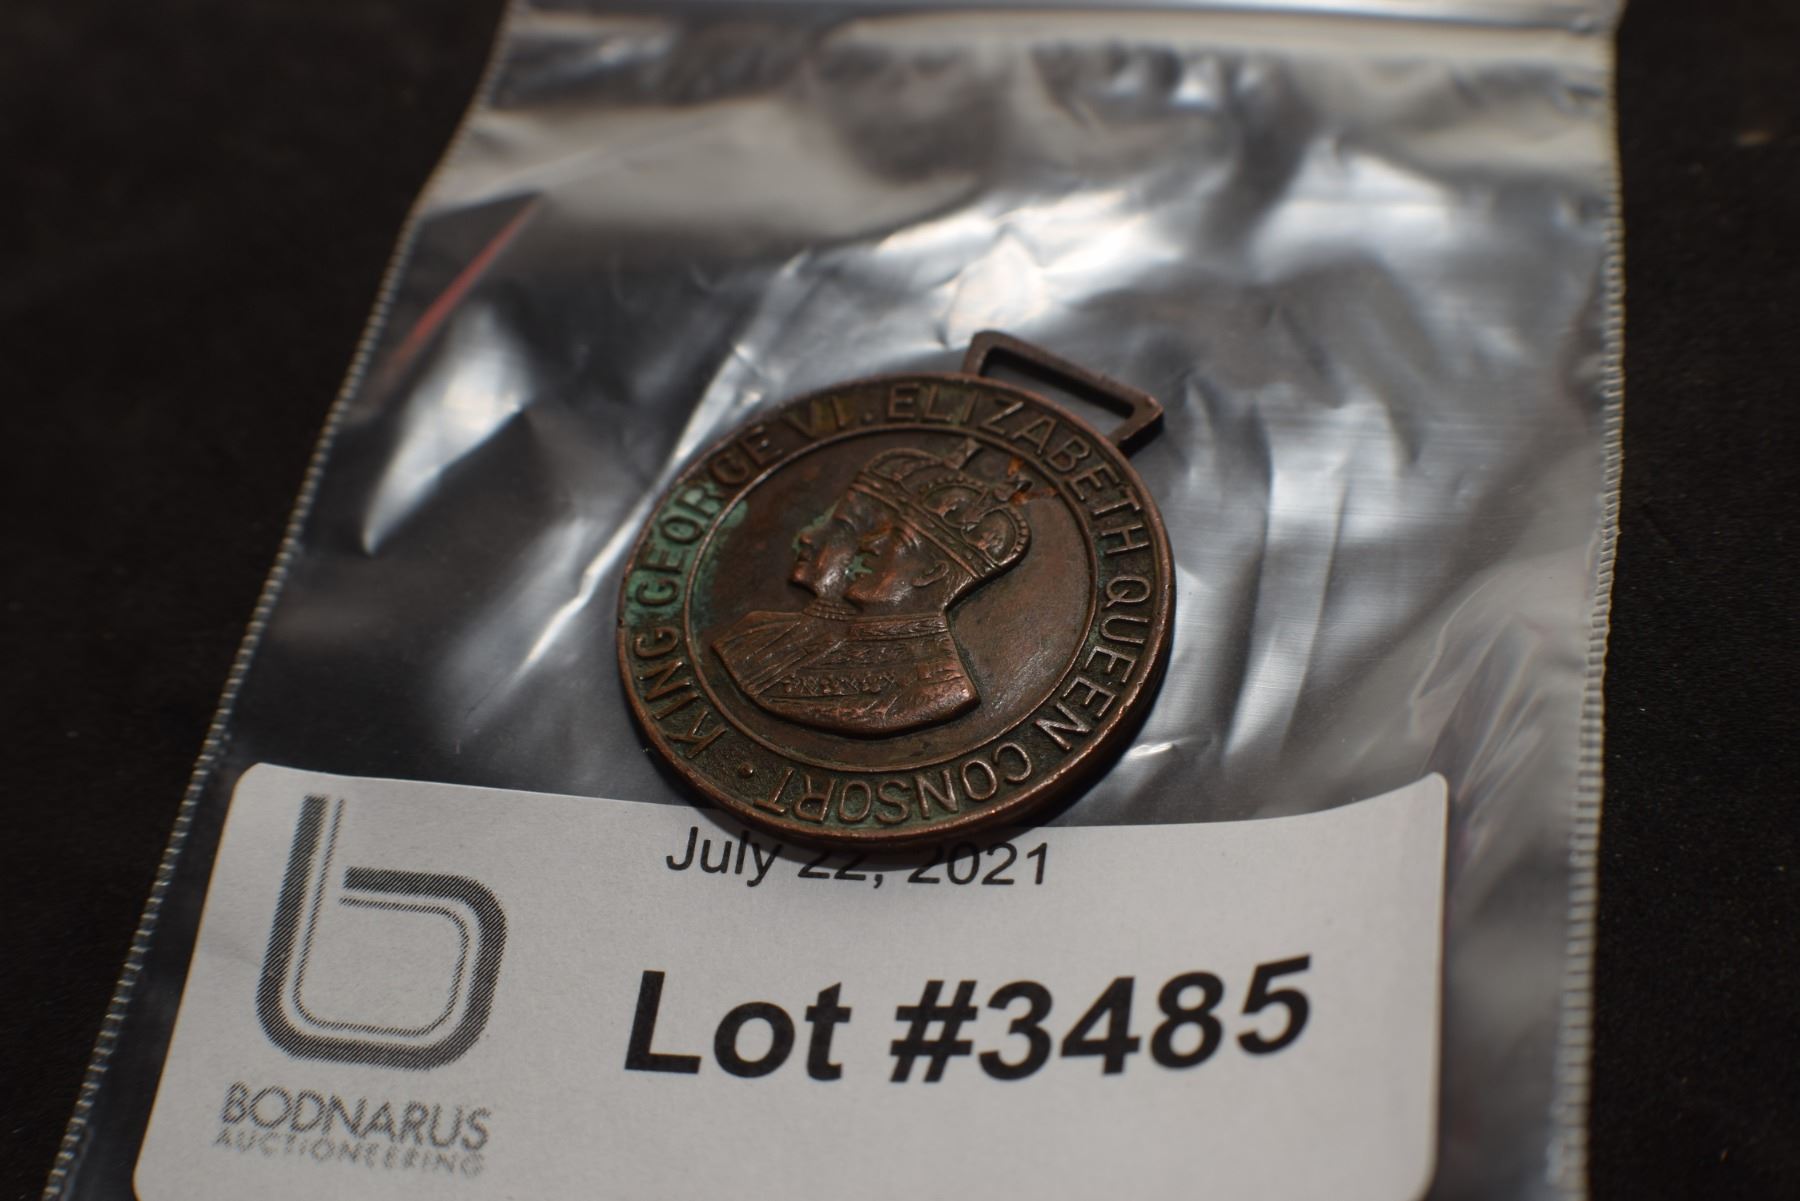 KING GEORGE VI. ELIZABETH QUEEN CONSORT ·
July 22, 2021
Lot #3485
BODNARUS
AUCTIONEERING